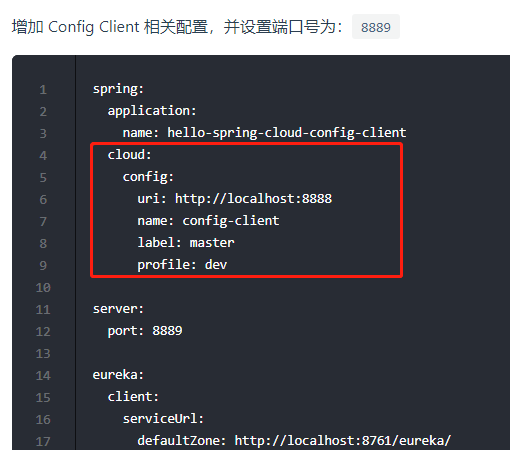 增加 Config Client 相关配置，并设置端口号为： 8889
1 spring:
2   application:
3     name: hello-spring-cloud-config-client
4   cloud:
5     config:
6       uri: http://localhost:8888
7       name: config-client
8       label: master
9       profile: dev
10
11 server:
12   port: 8889
13
14 eureka:
15   client:
16     serviceUrl:
17       defaultZone: http://localhost:8761/eureka/